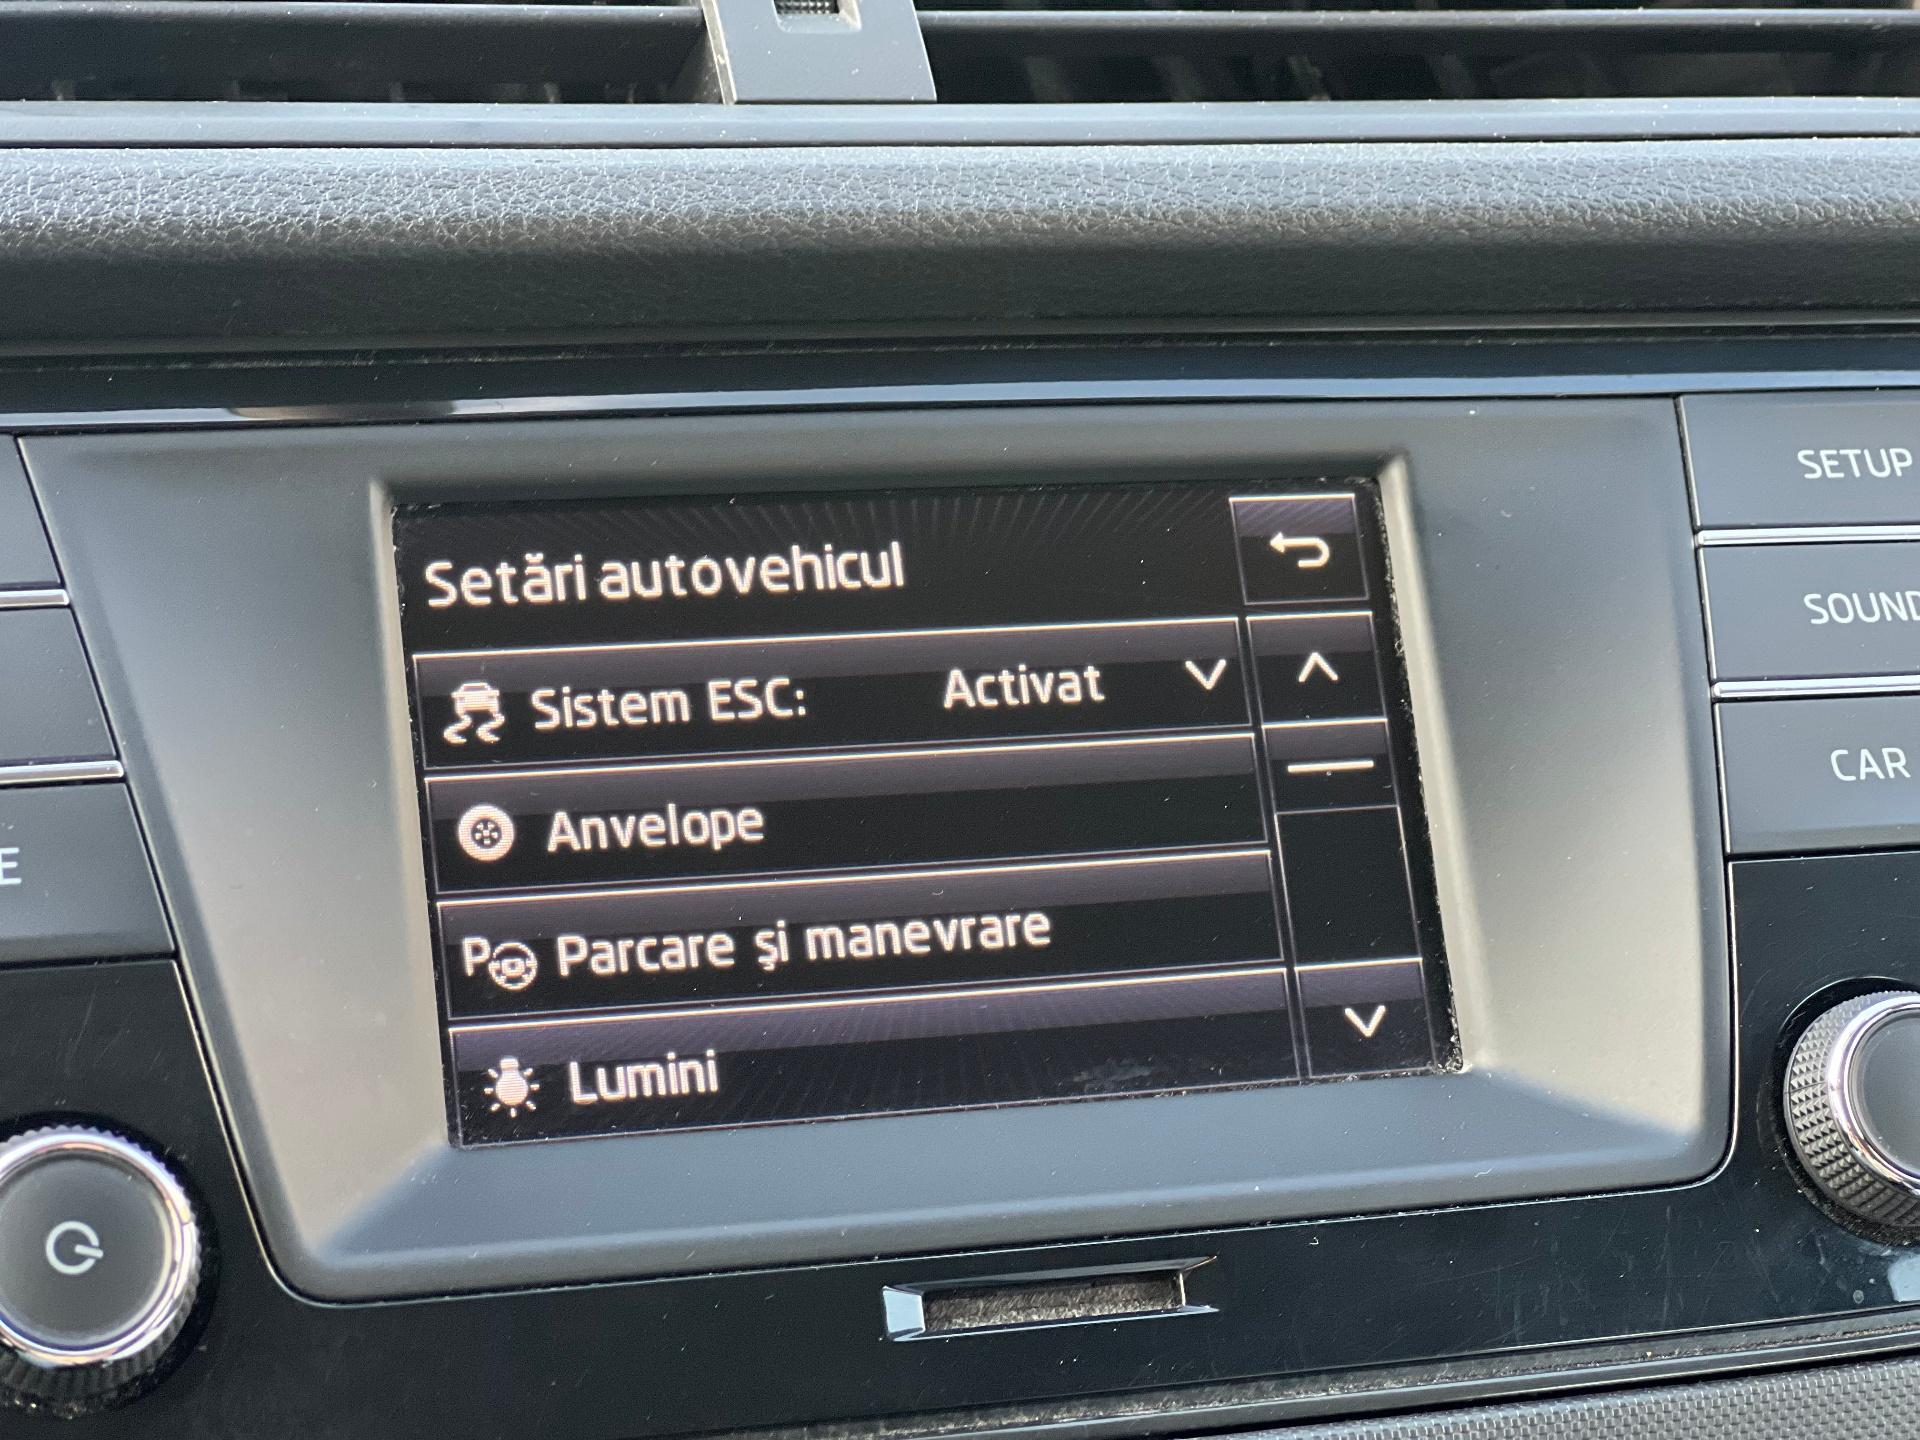 Setări autovehicul
Sistem ESC: Activat
Anvelope
P Parcare şi manevrare
Lumini
SETUP
SOUND
CAR
E